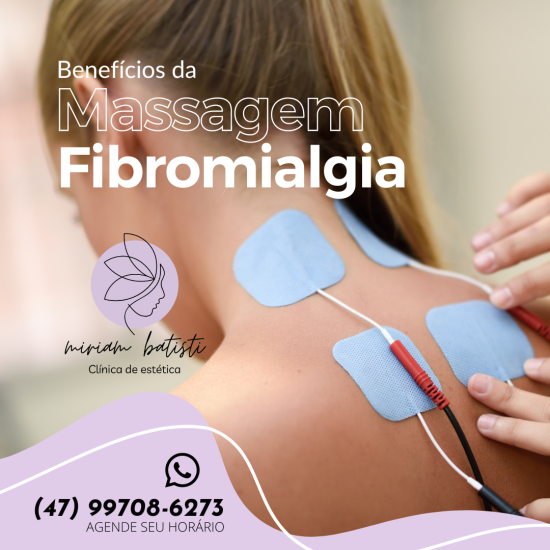 Benefícios da
Massagem
Fibromialgia
miriam batisti
Clínica de estética
(47) 99708-6273
AGENDE SEU HORÁRIO